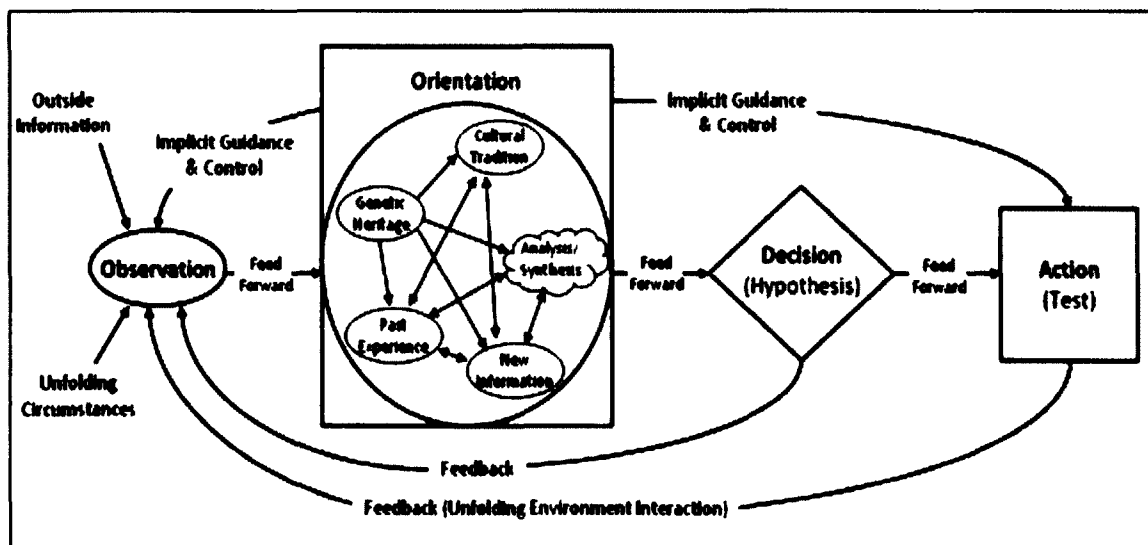 Orientation
Outside
Information
Implicit Guidance
& Control
Implicit Guidance
& Control
Cultural
Tradition
Genetic
Heritage
Analyses/
Synthesis
Past
Experience
New
Information
Observation
Feed
Forward
Feed
Forward
Decision
(Hypothesis)
Feed
Forward
Action
(Test)
Unfolding
Circumstances
Feedback
Feedback (Unfolding Environment Interaction)